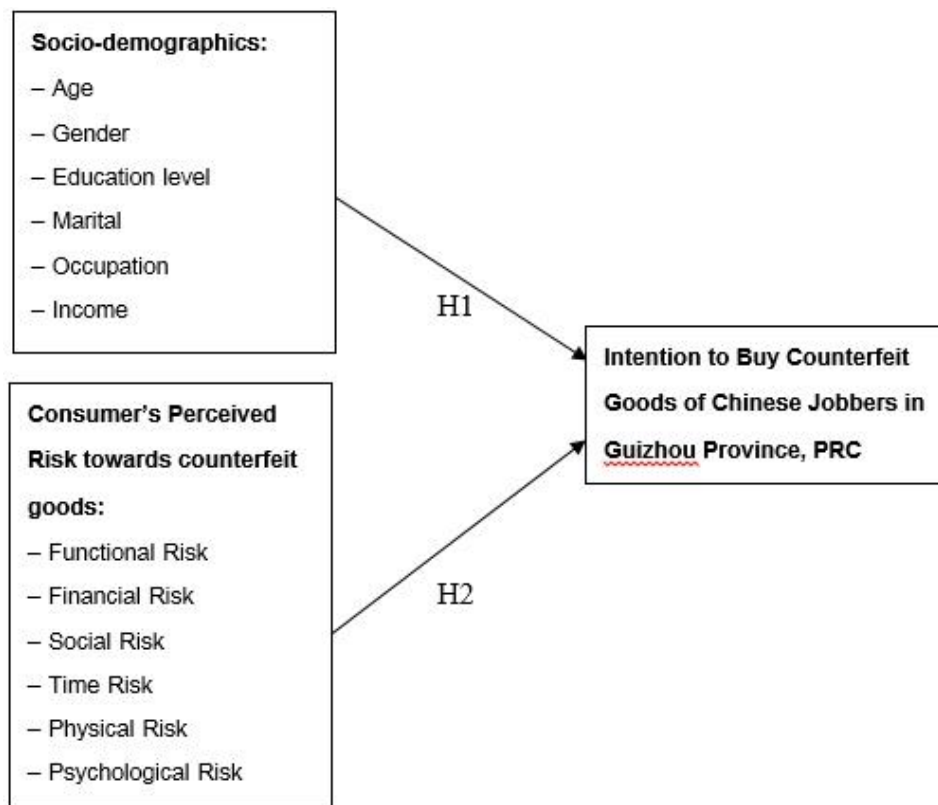 Socio-demographics:
– Age
– Gender
– Education level
– Marital
– Occupation
– Income
H1
Intention to Buy Counterfeit
Goods of Chinese Jobbers in
Guizhou Province, PRC
Consumer's Perceived
Risk towards counterfeit
goods:
– Functional Risk
– Financial Risk
– Social Risk
– Time Risk
– Physical Risk
– Psychological Risk
H2